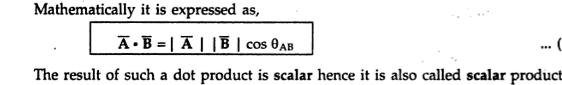 Mathematically it is expressed as,
A̅ • B̅ = | A̅ | | B̅ | cos θ_AB ... (
The result of such a dot product is scalar hence it is also called scalar product